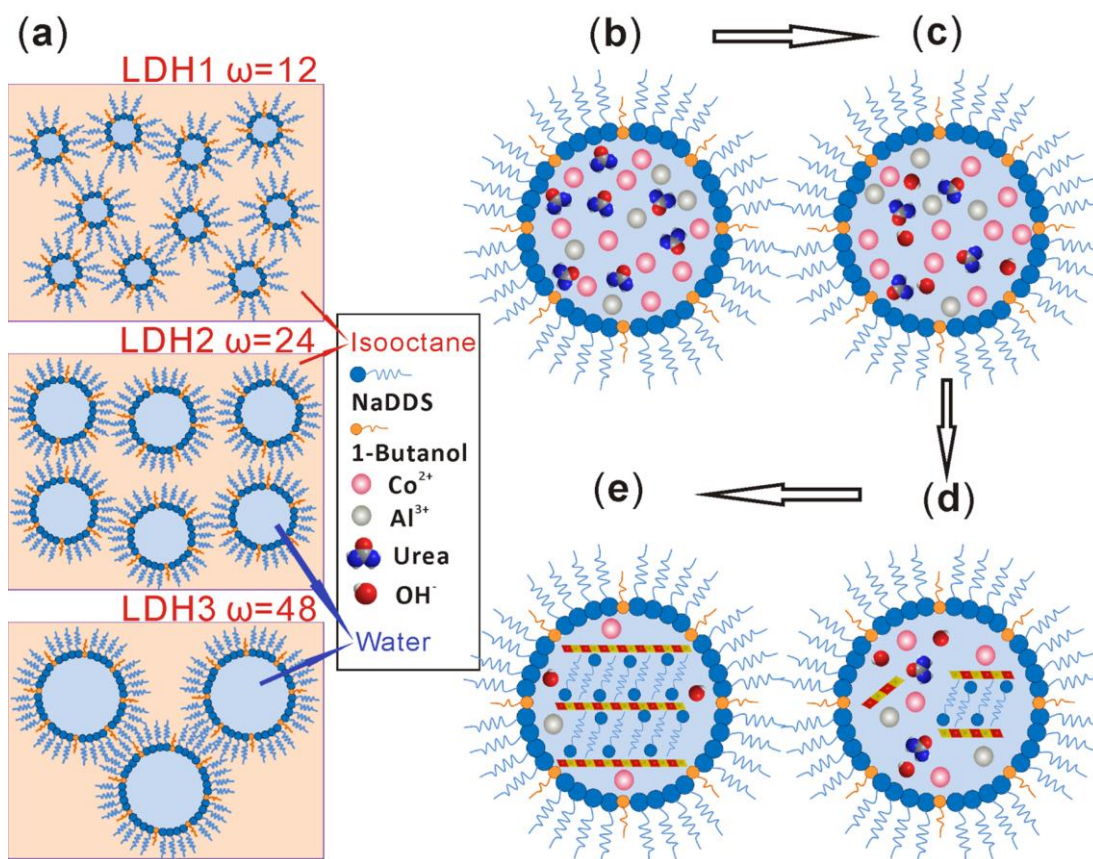 (a)
LDH1 ω=12
LDH2 ω=24
LDH3 ω=48
Isooctane
NaDDS
1-Butanol
Co²⁺
Al³⁺
Urea
OH⁻
Water
(b)
(c)
(e)
(d)